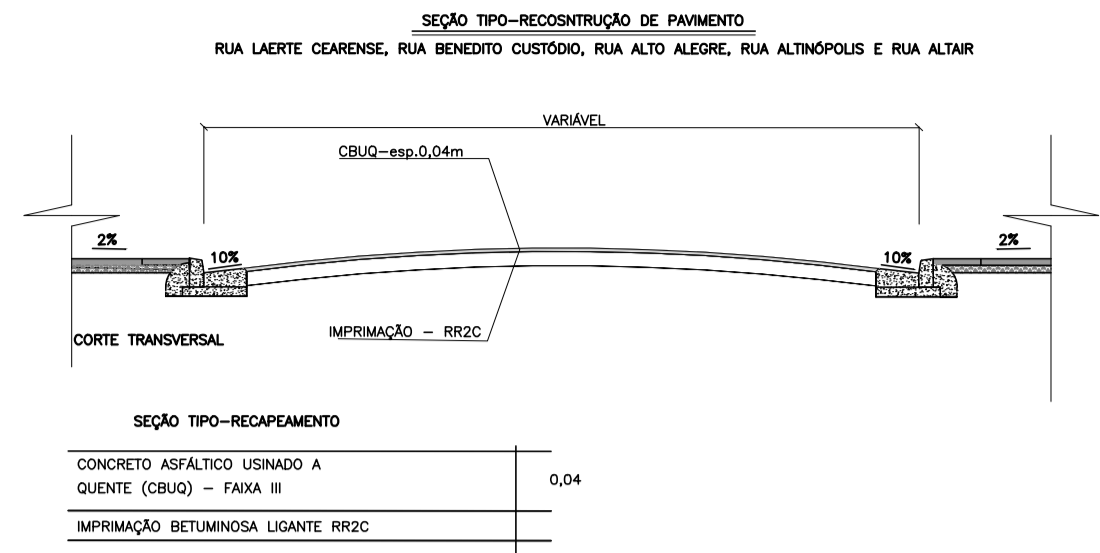 SEÇÃO TIPO-RECOSNTRUÇÃO DE PAVIMENTO
RUA LAERTE CEARENSE, RUA BENEDITO CUSTÓDIO, RUA ALTO ALEGRE, RUA ALTINÓPOLIS E RUA ALTAIR
VARIÁVEL
CBUQ-esp.0,04m
2%
10%
10%
2%
IMPRIMAÇÃO - RR2C
CORTE TRANSVERSAL
SEÇÃO TIPO-RECAPEAMENTO
CONCRETO ASFÁLTICO USINADO A
QUENTE (CBUQ) - FAIXA III
0,04
IMPRIMAÇÃO BETUMINOSA LIGANTE RR2C